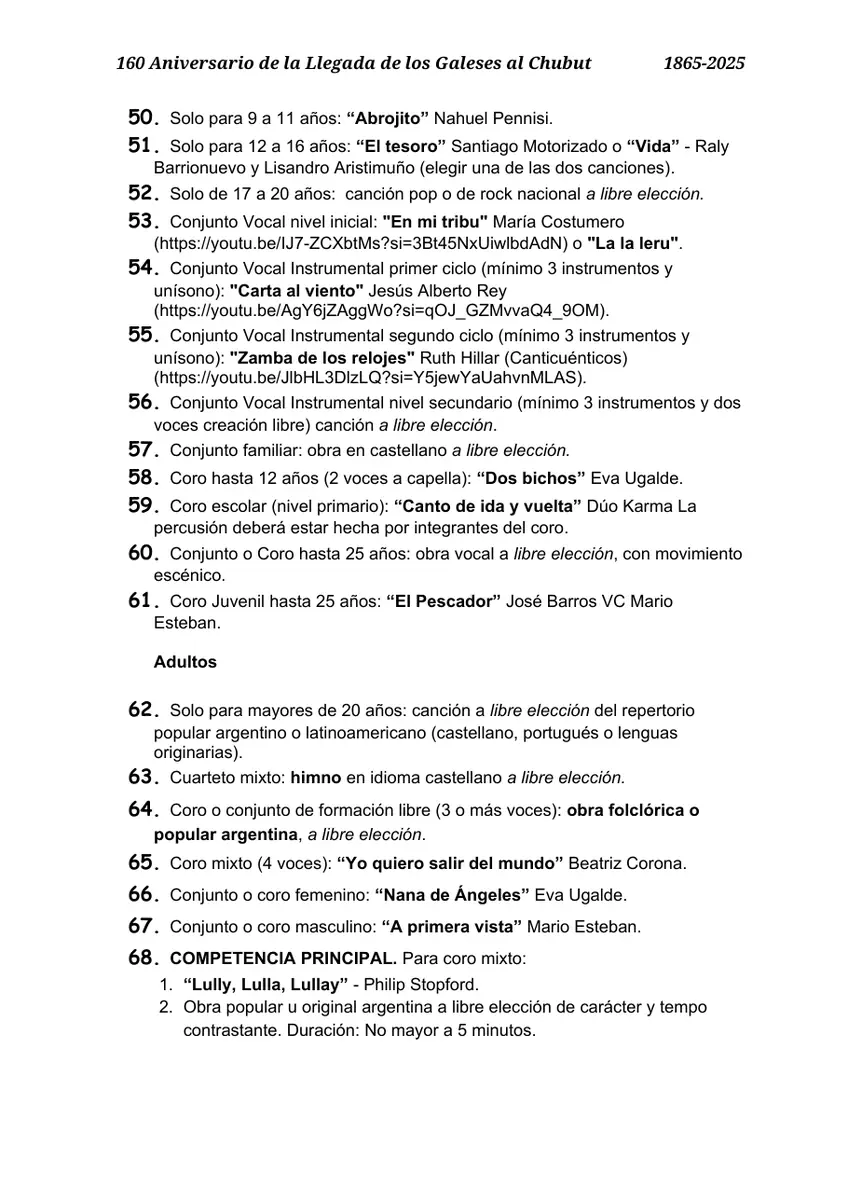 160 Aniversario de la Llegada de los Galeses al Chubut 1865-2025
50. Solo para 9 a 11 años: “Abrojito” Nahuel Pennisi.
51. Solo para 12 a 16 años: “El tesoro” Santiago Motorizado o “Vida” - Raly
Barrionuevo y Lisandro Aristimuño (elegir una de las dos canciones).
52. Solo de 17 a 20 años: canción pop o de rock nacional a libre elección.
53. Conjunto Vocal nivel inicial: "En mi tribu" María Costumero
(https://youtu.be/IJ7-ZCXbtMs?si=3Bt45NxUiwlbdAdN) o "La la leru".
54. Conjunto Vocal Instrumental primer ciclo (mínimo 3 instrumentos y
unísono): "Carta al viento" Jesús Alberto Rey
(https://youtu.be/AgY6jZAggWo?si=qOJ_GZMvvaQ4_9OM).
55. Conjunto Vocal Instrumental segundo ciclo (mínimo 3 instrumentos y
unísono): "Zamba de los relojes" Ruth Hillar (Canticuénticos)
(https://youtu.be/JlbHL3DlzLQ?si=Y5jewYaUahvnMLAS).
56. Conjunto Vocal Instrumental nivel secundario (mínimo 3 instrumentos y dos
voces creación libre) canción a libre elección.
57. Conjunto familiar: obra en castellano a libre elección.
58. Coro hasta 12 años (2 voces a capella): “Dos bichos” Eva Ugalde.
59. Coro escolar (nivel primario): “Canto de ida y vuelta” Dúo Karma La
percusión deberá estar hecha por integrantes del coro.
60. Conjunto o Coro hasta 25 años: obra vocal a libre elección, con movimiento
escénico.
61. Coro Juvenil hasta 25 años: “El Pescador” José Barros VC Mario
Esteban.
Adultos
62. Solo para mayores de 20 años: canción a libre elección del repertorio
popular argentino o latinoamericano (castellano, portugués o lenguas
originarias).
63. Cuarteto mixto: himno en idioma castellano a libre elección.
64. Coro o conjunto de formación libre (3 o más voces): obra folclórica o
popular argentina, a libre elección.
65. Coro mixto (4 voces): “Yo quiero salir del mundo” Beatriz Corona.
66. Conjunto o coro femenino: “Nana de Ángeles” Eva Ugalde.
67. Conjunto o coro masculino: “A primera vista” Mario Esteban.
68. COMPETENCIA PRINCIPAL. Para coro mixto:
1. “Lully, Lulla, Lullay” - Philip Stopford.
2. Obra popular u original argentina a libre elección de carácter y tempo
contrastante. Duración: No mayor a 5 minutos.